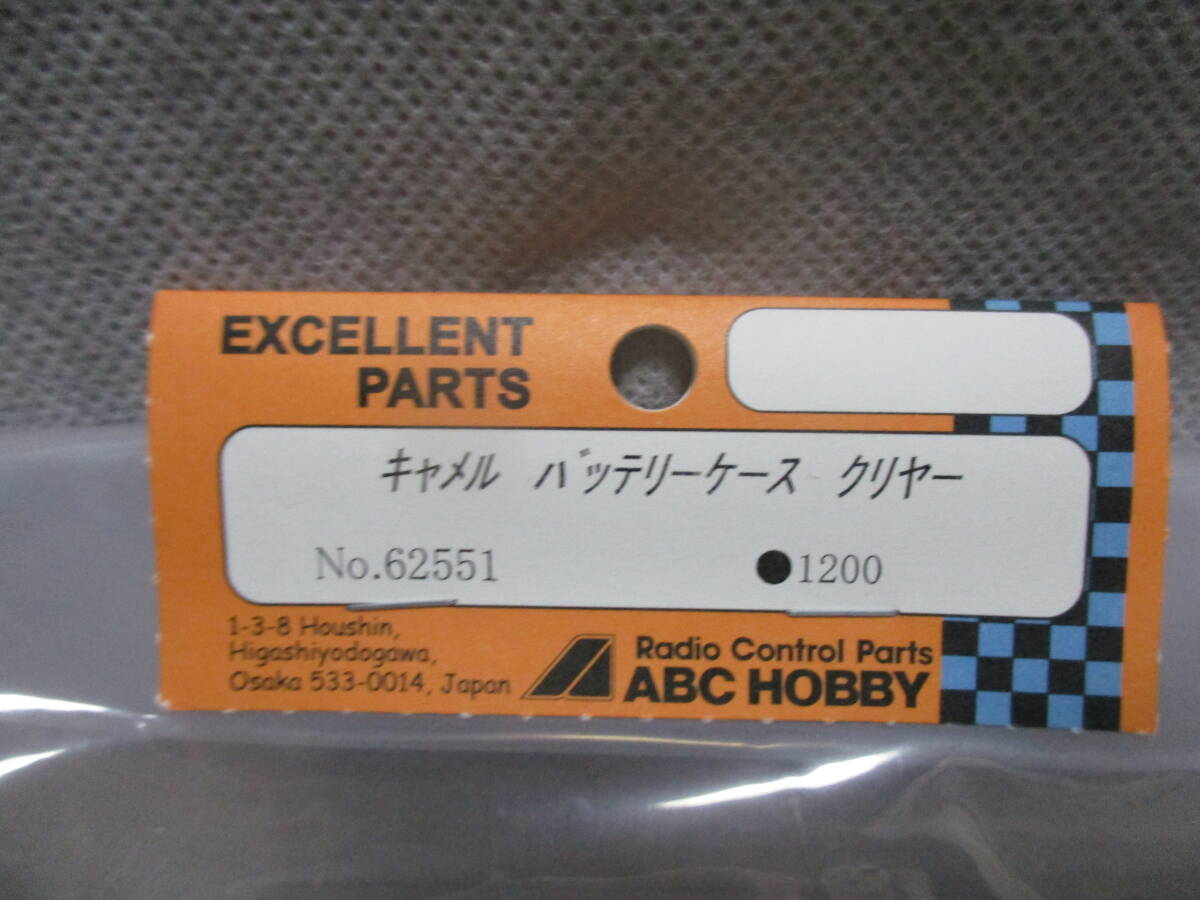 EXCELLENT
PARTS
キャメル バッテリーケース クリヤー
No.62551 ●1200
1-3-8 Houshin,
Higashiyodogawa,
Osaka 533-0014, Japan
Radio Control Parts
ABC HOBBY